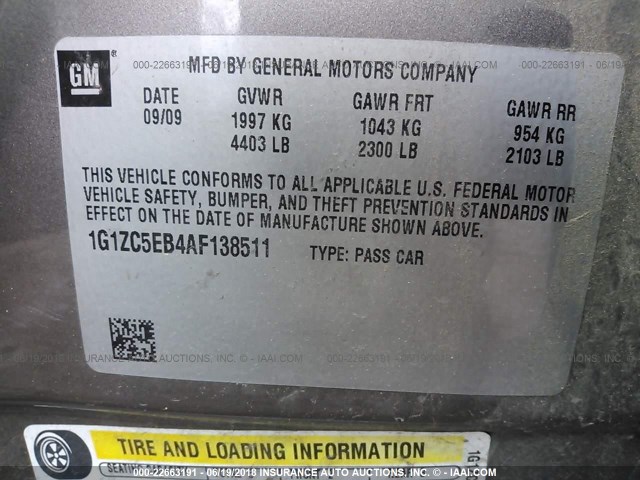 GM®
MFD BY GENERAL MOTORS COMPANY
DATE GVWR GAWR FRT GAWR RR
09/09 1997 KG 1043 KG 954 KG
4403 LB 2300 LB 2103 LB
THIS VEHICLE CONFORMS TO ALL APPLICABLE U.S. FEDERAL MOTOR
VEHICLE SAFETY, BUMPER, AND THEFT PREVENTION STANDARDS IN
EFFECT ON THE DATE OF MANUFACTURE SHOWN ABOVE.
1G1ZC5EB4AF138511 TYPE: PASS CAR
TIRE AND LOADING INFORMATION
000-22663191 - 06/19/2018 INSURANCE AUTO AUCTIONS, INC. © - IAAI.COM